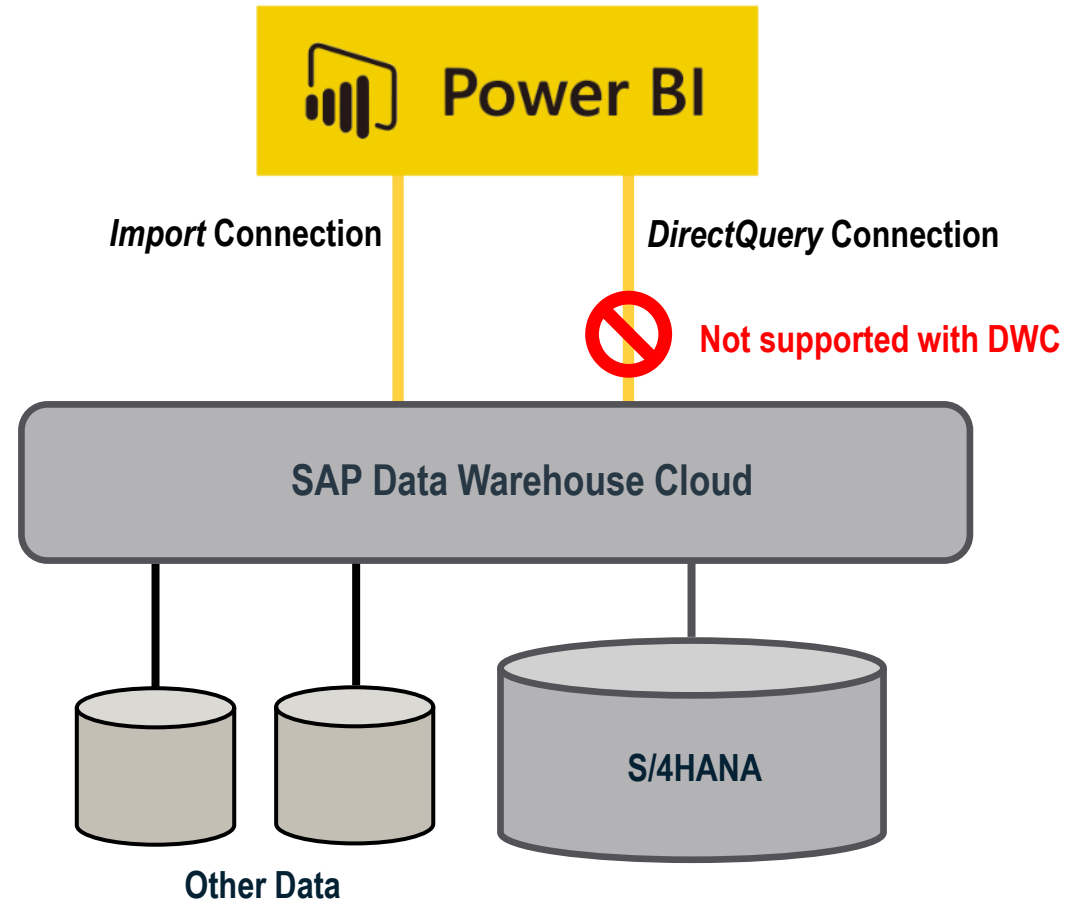 Power BI
Import Connection
DirectQuery Connection
Not supported with DWC
SAP Data Warehouse Cloud
S/4HANA
Other Data